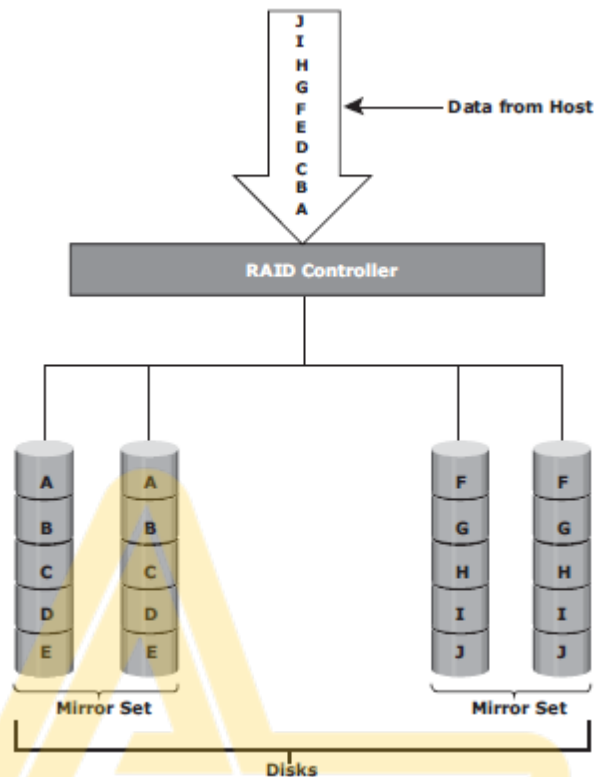 J
I
H
G
F
E
D
C
B
A
Data from Host
RAID Controller
A A F F
B B G G
C C H H
D D I I
E E J J
Mirror Set Mirror Set
Disks